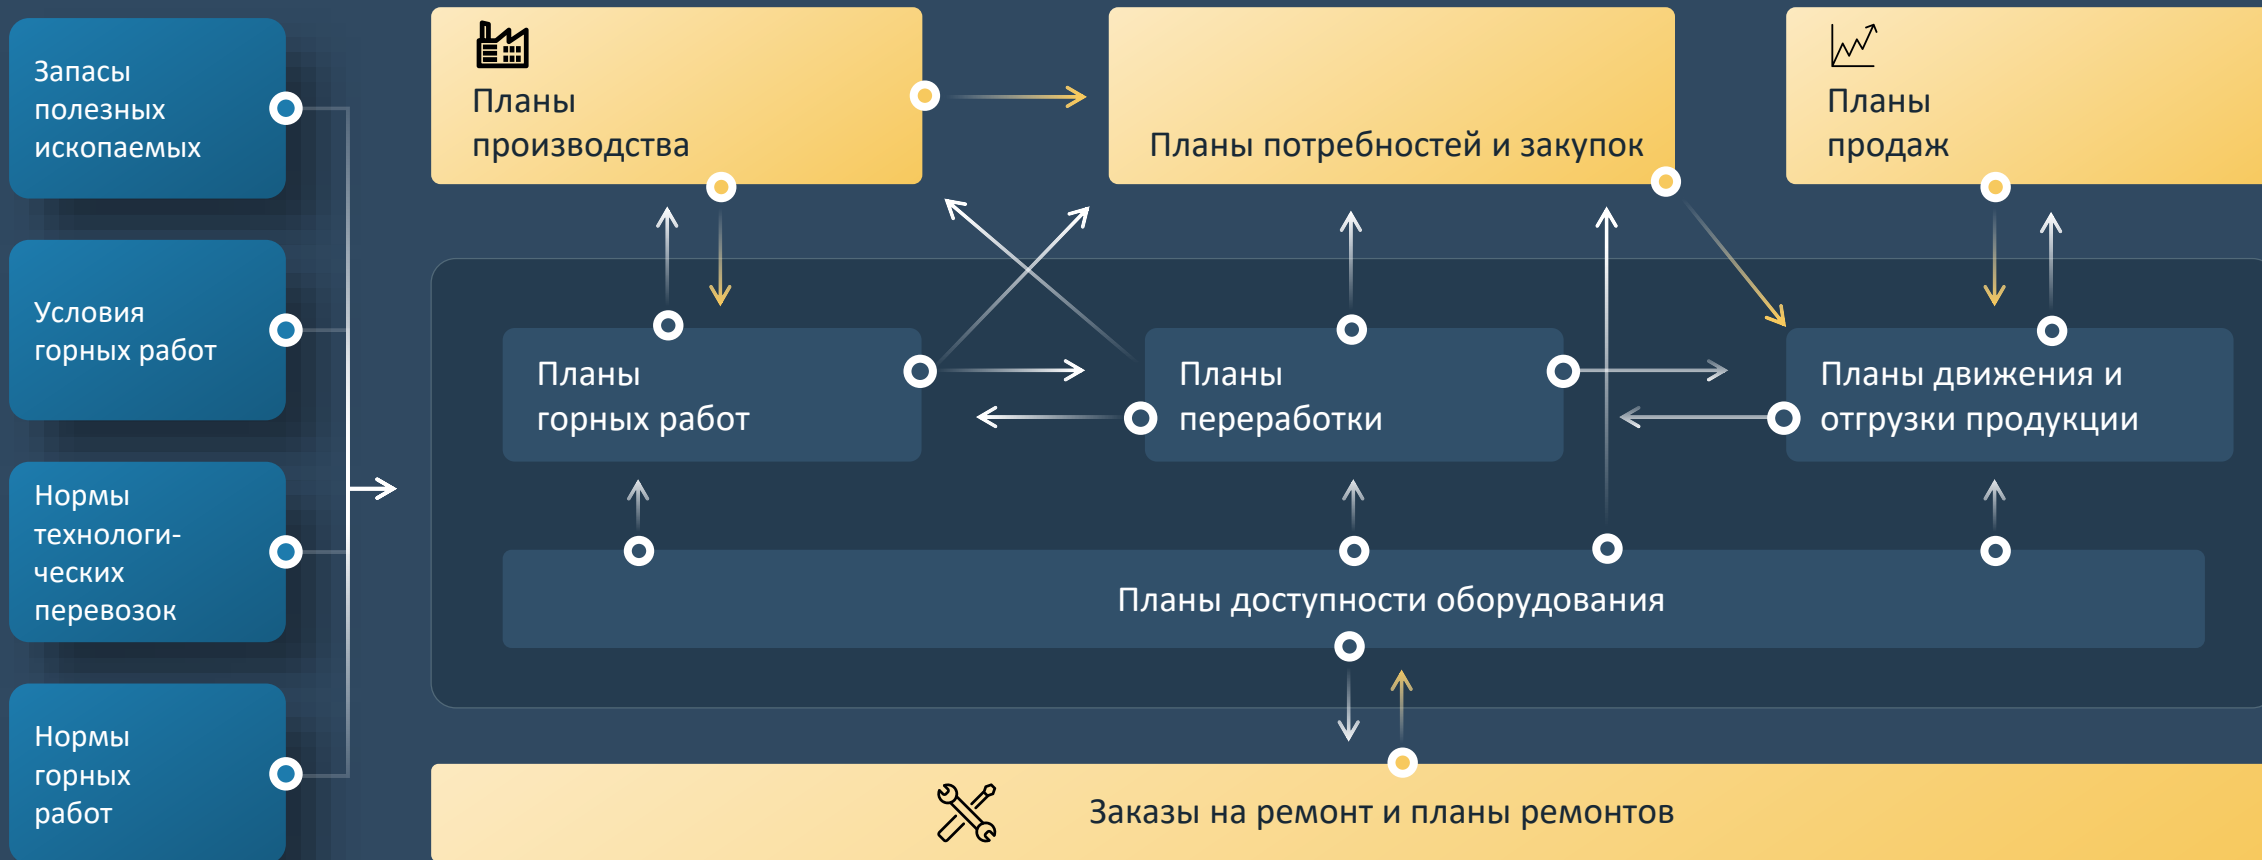 Запасы
полезных
ископаемых
Условия
горных работ
Нормы
технологи-
ческих
перевозок
Нормы
горных
работ
Планы
производства
Планы потребностей и закупок
Планы
продаж
Планы
горных работ
Планы
переработки
Планы движения и
отгрузки продукции
Планы доступности оборудования
Заказы на ремонт и планы ремонтов